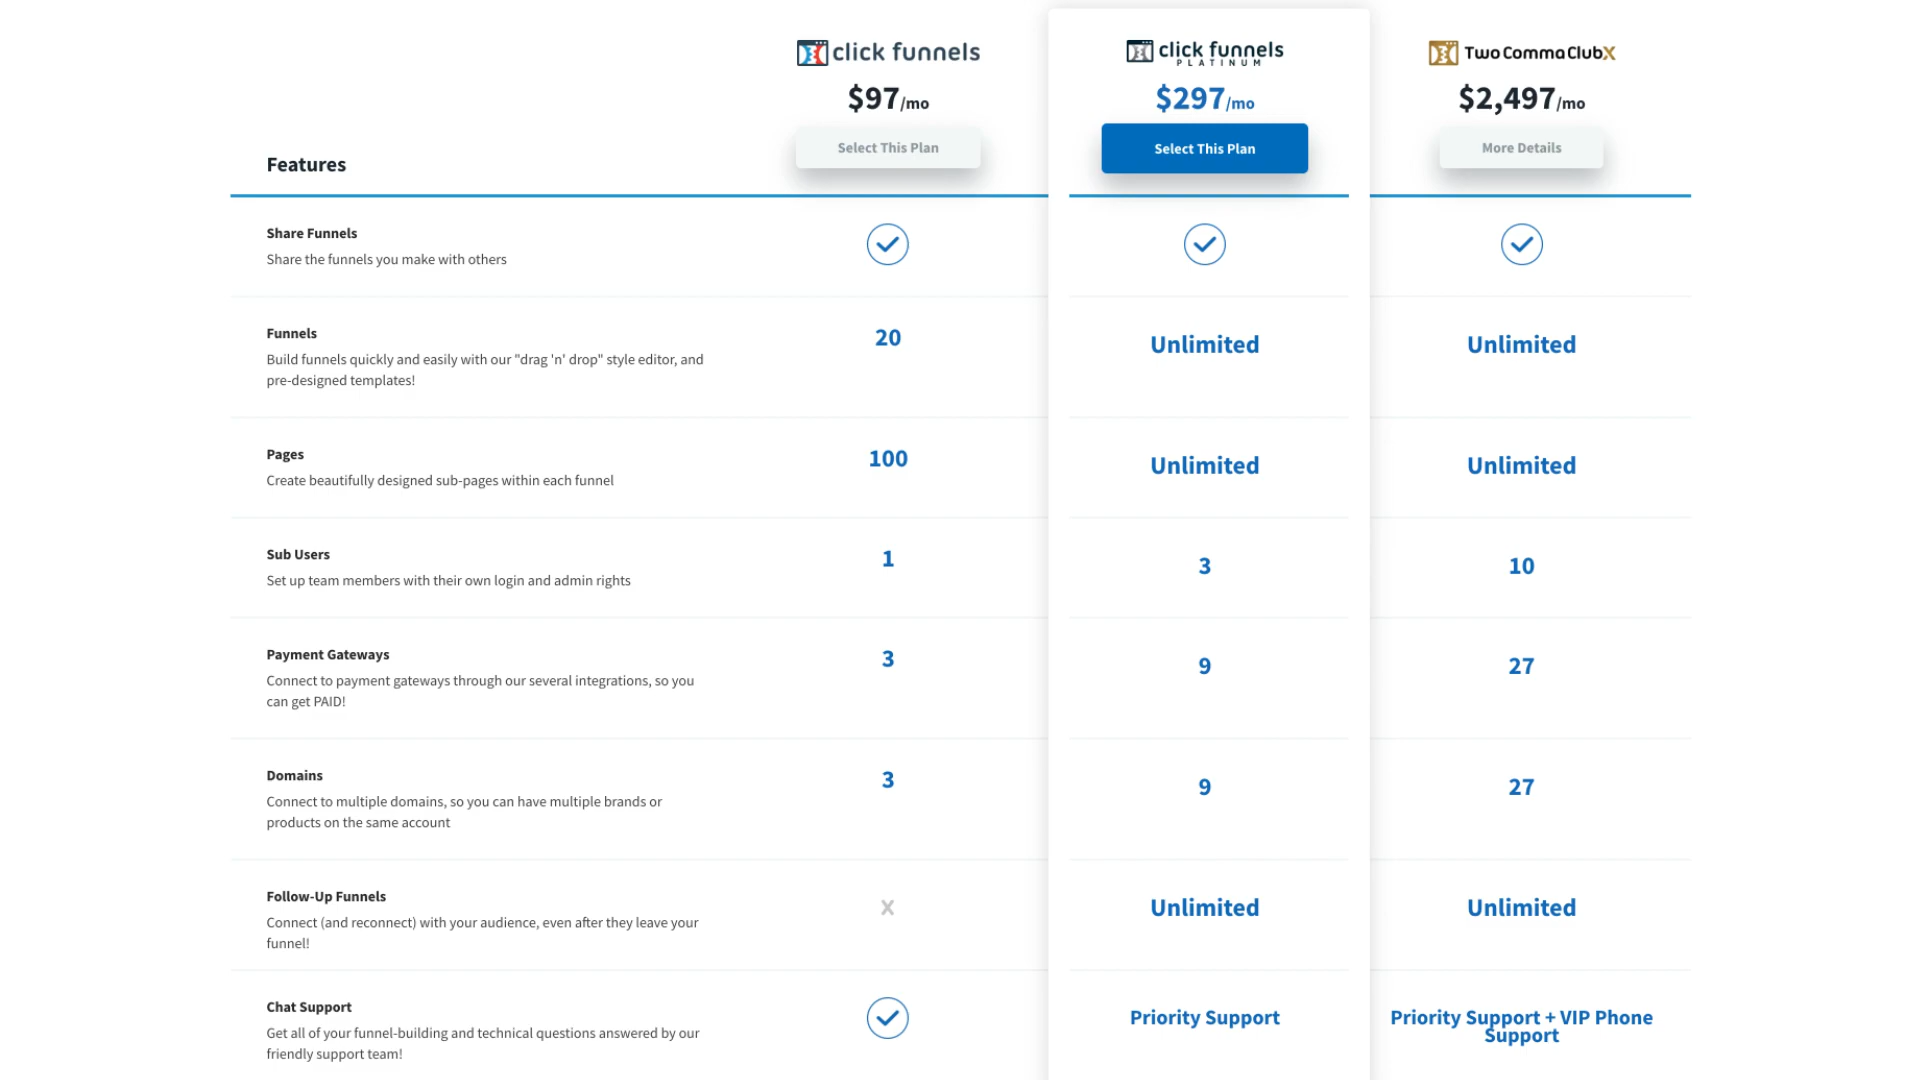 click funnels
click funnels
PLATINUM
Two Comma ClubX
$97/mo
$297/mo
$2,497/mo
Features
Select This Plan
Select This Plan
More Details
Share Funnels
Share the funnels you make with others
Funnels
Build funnels quickly and easily with our "drag 'n' drop" style editor, and
pre-designed templates!
20
Unlimited
Unlimited
Pages
Create beautifully designed sub-pages within each funnel
100
Unlimited
Unlimited
Sub Users
Set up team members with their own login and admin rights
1
3
10
Payment Gateways
Connect to payment gateways through our several integrations, so you
can get PAID!
3
9
27
Domains
Connect to multiple domains, so you can have multiple brands or
products on the same account
3
9
27
Follow-Up Funnels
Connect (and reconnect) with your audience, even after they leave your
funnel!
X
Unlimited
Unlimited
Chat Support
Get all of your funnel-building and technical questions answered by our
friendly support team!
Priority Support
Priority Support + VIP Phone
Support